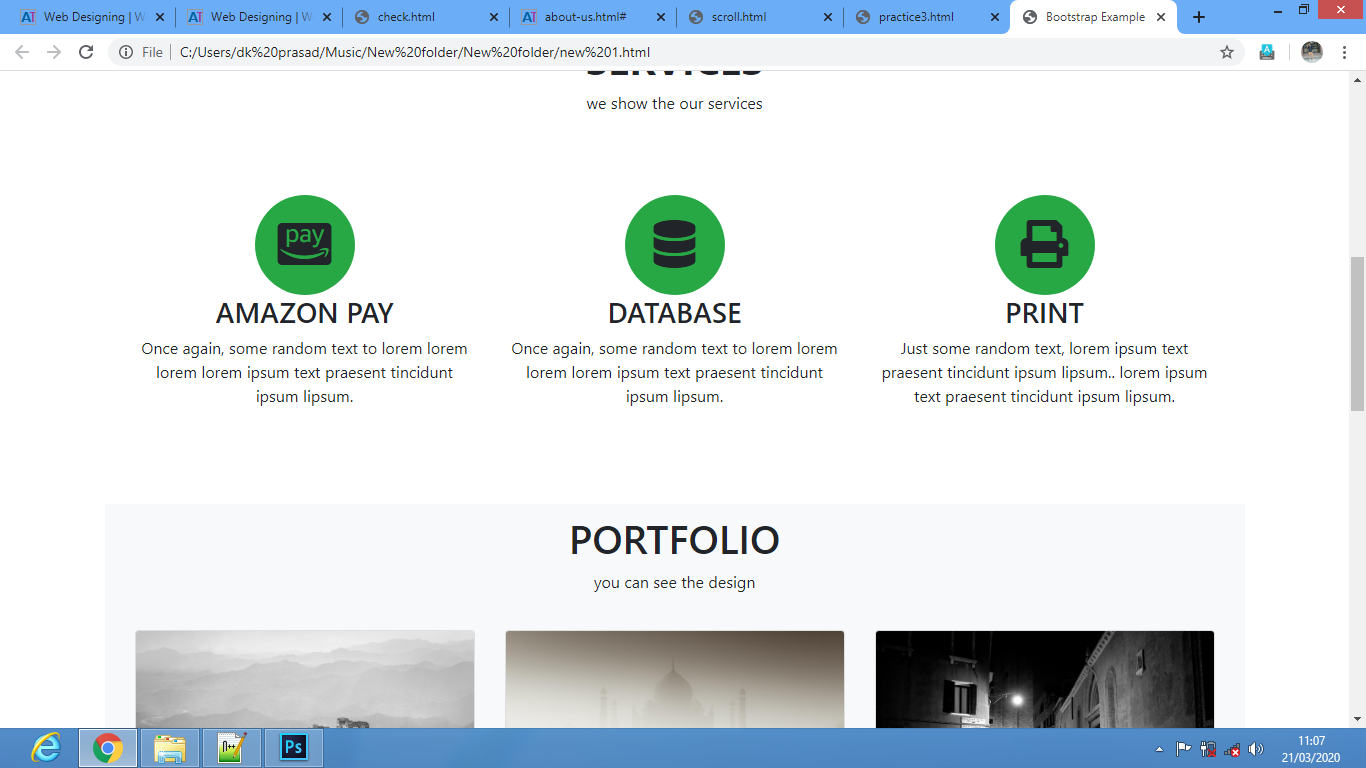 Web Designing | W
Web Designing | W
check.html
about-us.html#
scroll.html
practice3.html
Bootstrap Example
File
C:/Users/dk%20prasad/Music/New%20folder/New%20folder/new%201.html
SERVICES
we show the our services
pay
AMAZON PAY
Once again, some random text to lorem lorem
lorem lorem ipsum text praesent tincidunt
ipsum lipsum.
DATABASE
Once again, some random text to lorem lorem
lorem lorem ipsum text praesent tincidunt
ipsum lipsum.
PRINT
Just some random text, lorem ipsum text
praesent tincidunt ipsum lipsum.. lorem ipsum
text praesent tincidunt ipsum lipsum.
PORTFOLIO
you can see the design
N++
Ps
11:07
21/03/2020